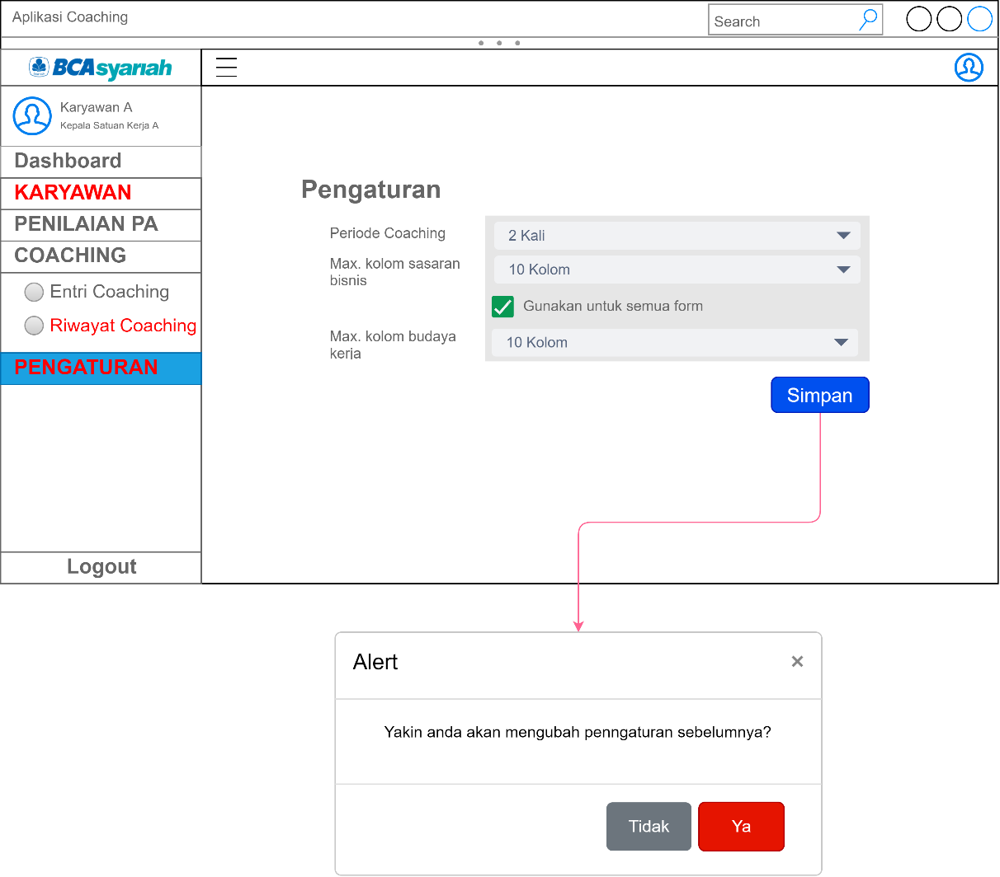 Aplikasi Coaching
Search
BCAsyariah
Karyawan A
Kepala Satuan Kerja A
Dashboard
KARYAWAN
PENILAIAN PA
COACHING
Entri Coaching
Riwayat Coaching
PENGATURAN
Logout
Pengaturan
Periode Coaching
2 Kali
Max. kolom sasaran
bisnis
10 Kolom
Gunakan untuk semua form
Max. kolom budaya
kerja
10 Kolom
Simpan
Alert
×
Yakin anda akan mengubah penngaturan sebelumnya?
Tidak
Ya